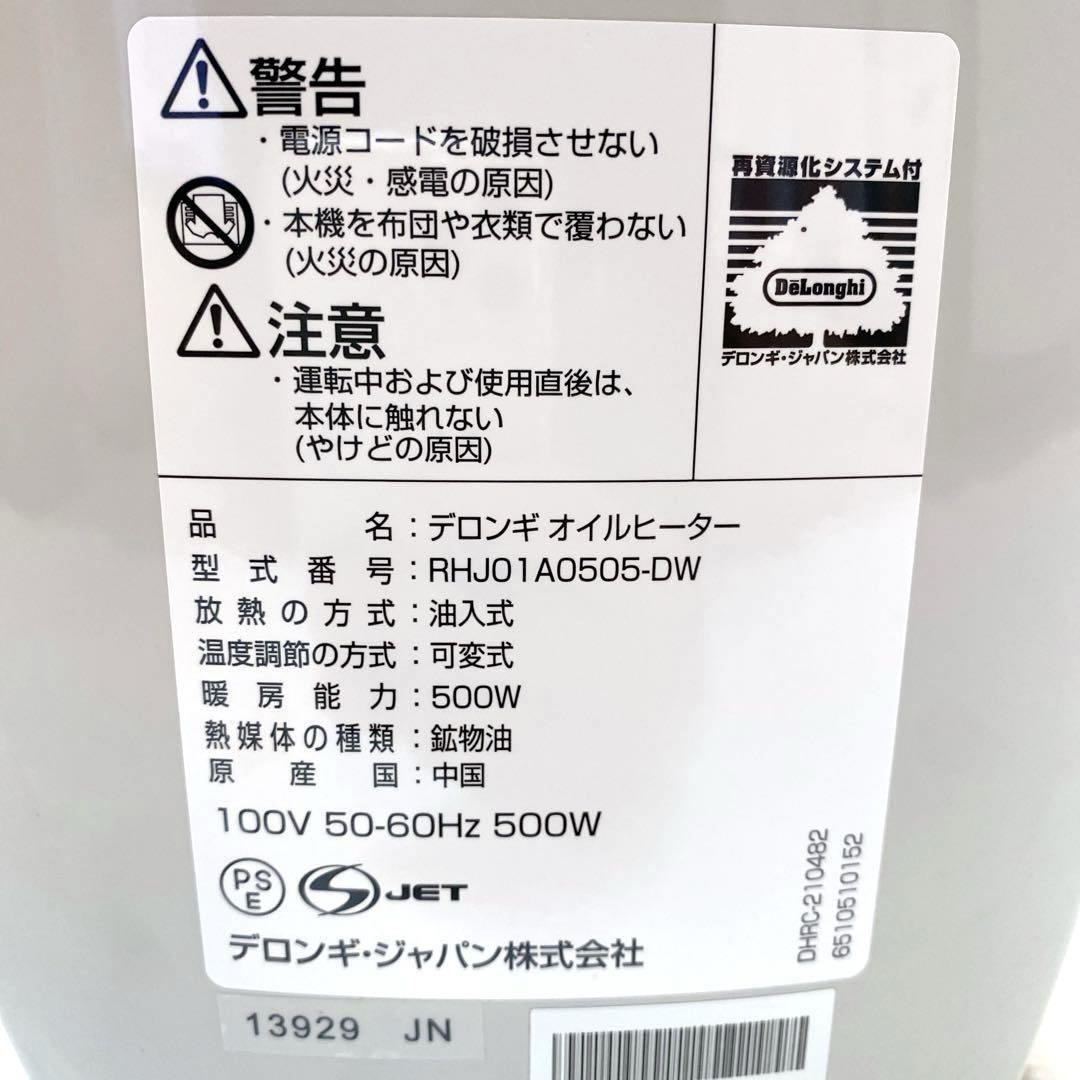 警告
・電源コードを破損させない
(火災・感電の原因)
・本機を布団や衣類で覆わない
(火災の原因)
注意
・運転中および使用直後は、
本体に触れない
(やけどの原因)
再資源化システム付
DēLonghi
デロンギ・ジャパン株式会社
品名：デロンギ オイルヒーター
型式番号：RHJ01A0505-DW
放熱の方式：油入式
温度調節の方式：可変式
暖房能力：500W
熱媒体の種類：鉱物油
原産国：中国
100V 50-60Hz 500W
PSE S JET
デロンギ・ジャパン株式会社
DHRC-210482
6510510152
13929 JN